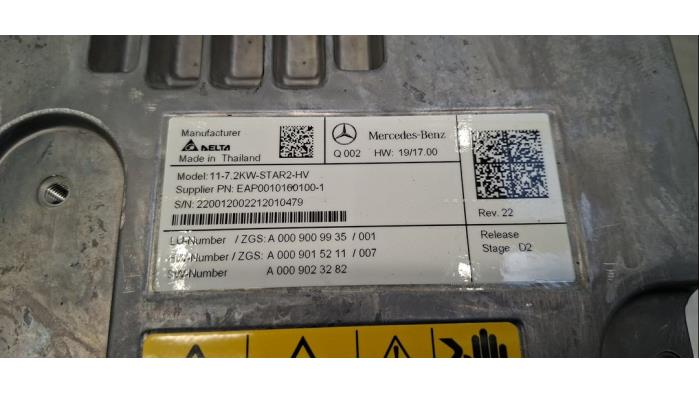 Manufacturer
DELTA
Made in Thailand
Mercedes-Benz
Q 002 HW: 19/17.00
Model: 11-7.2KW-STAR2-HV
Supplier PN: EAP0010160100-1
S/N: 220012002212010479
Rev. 22
LU-Number / ZGS: A 000 900 99 35 / 001
HW-Number / ZGS: A 000 901 52 11 / 007
SW-Number A 000 902 32 82
Release
Stage D2